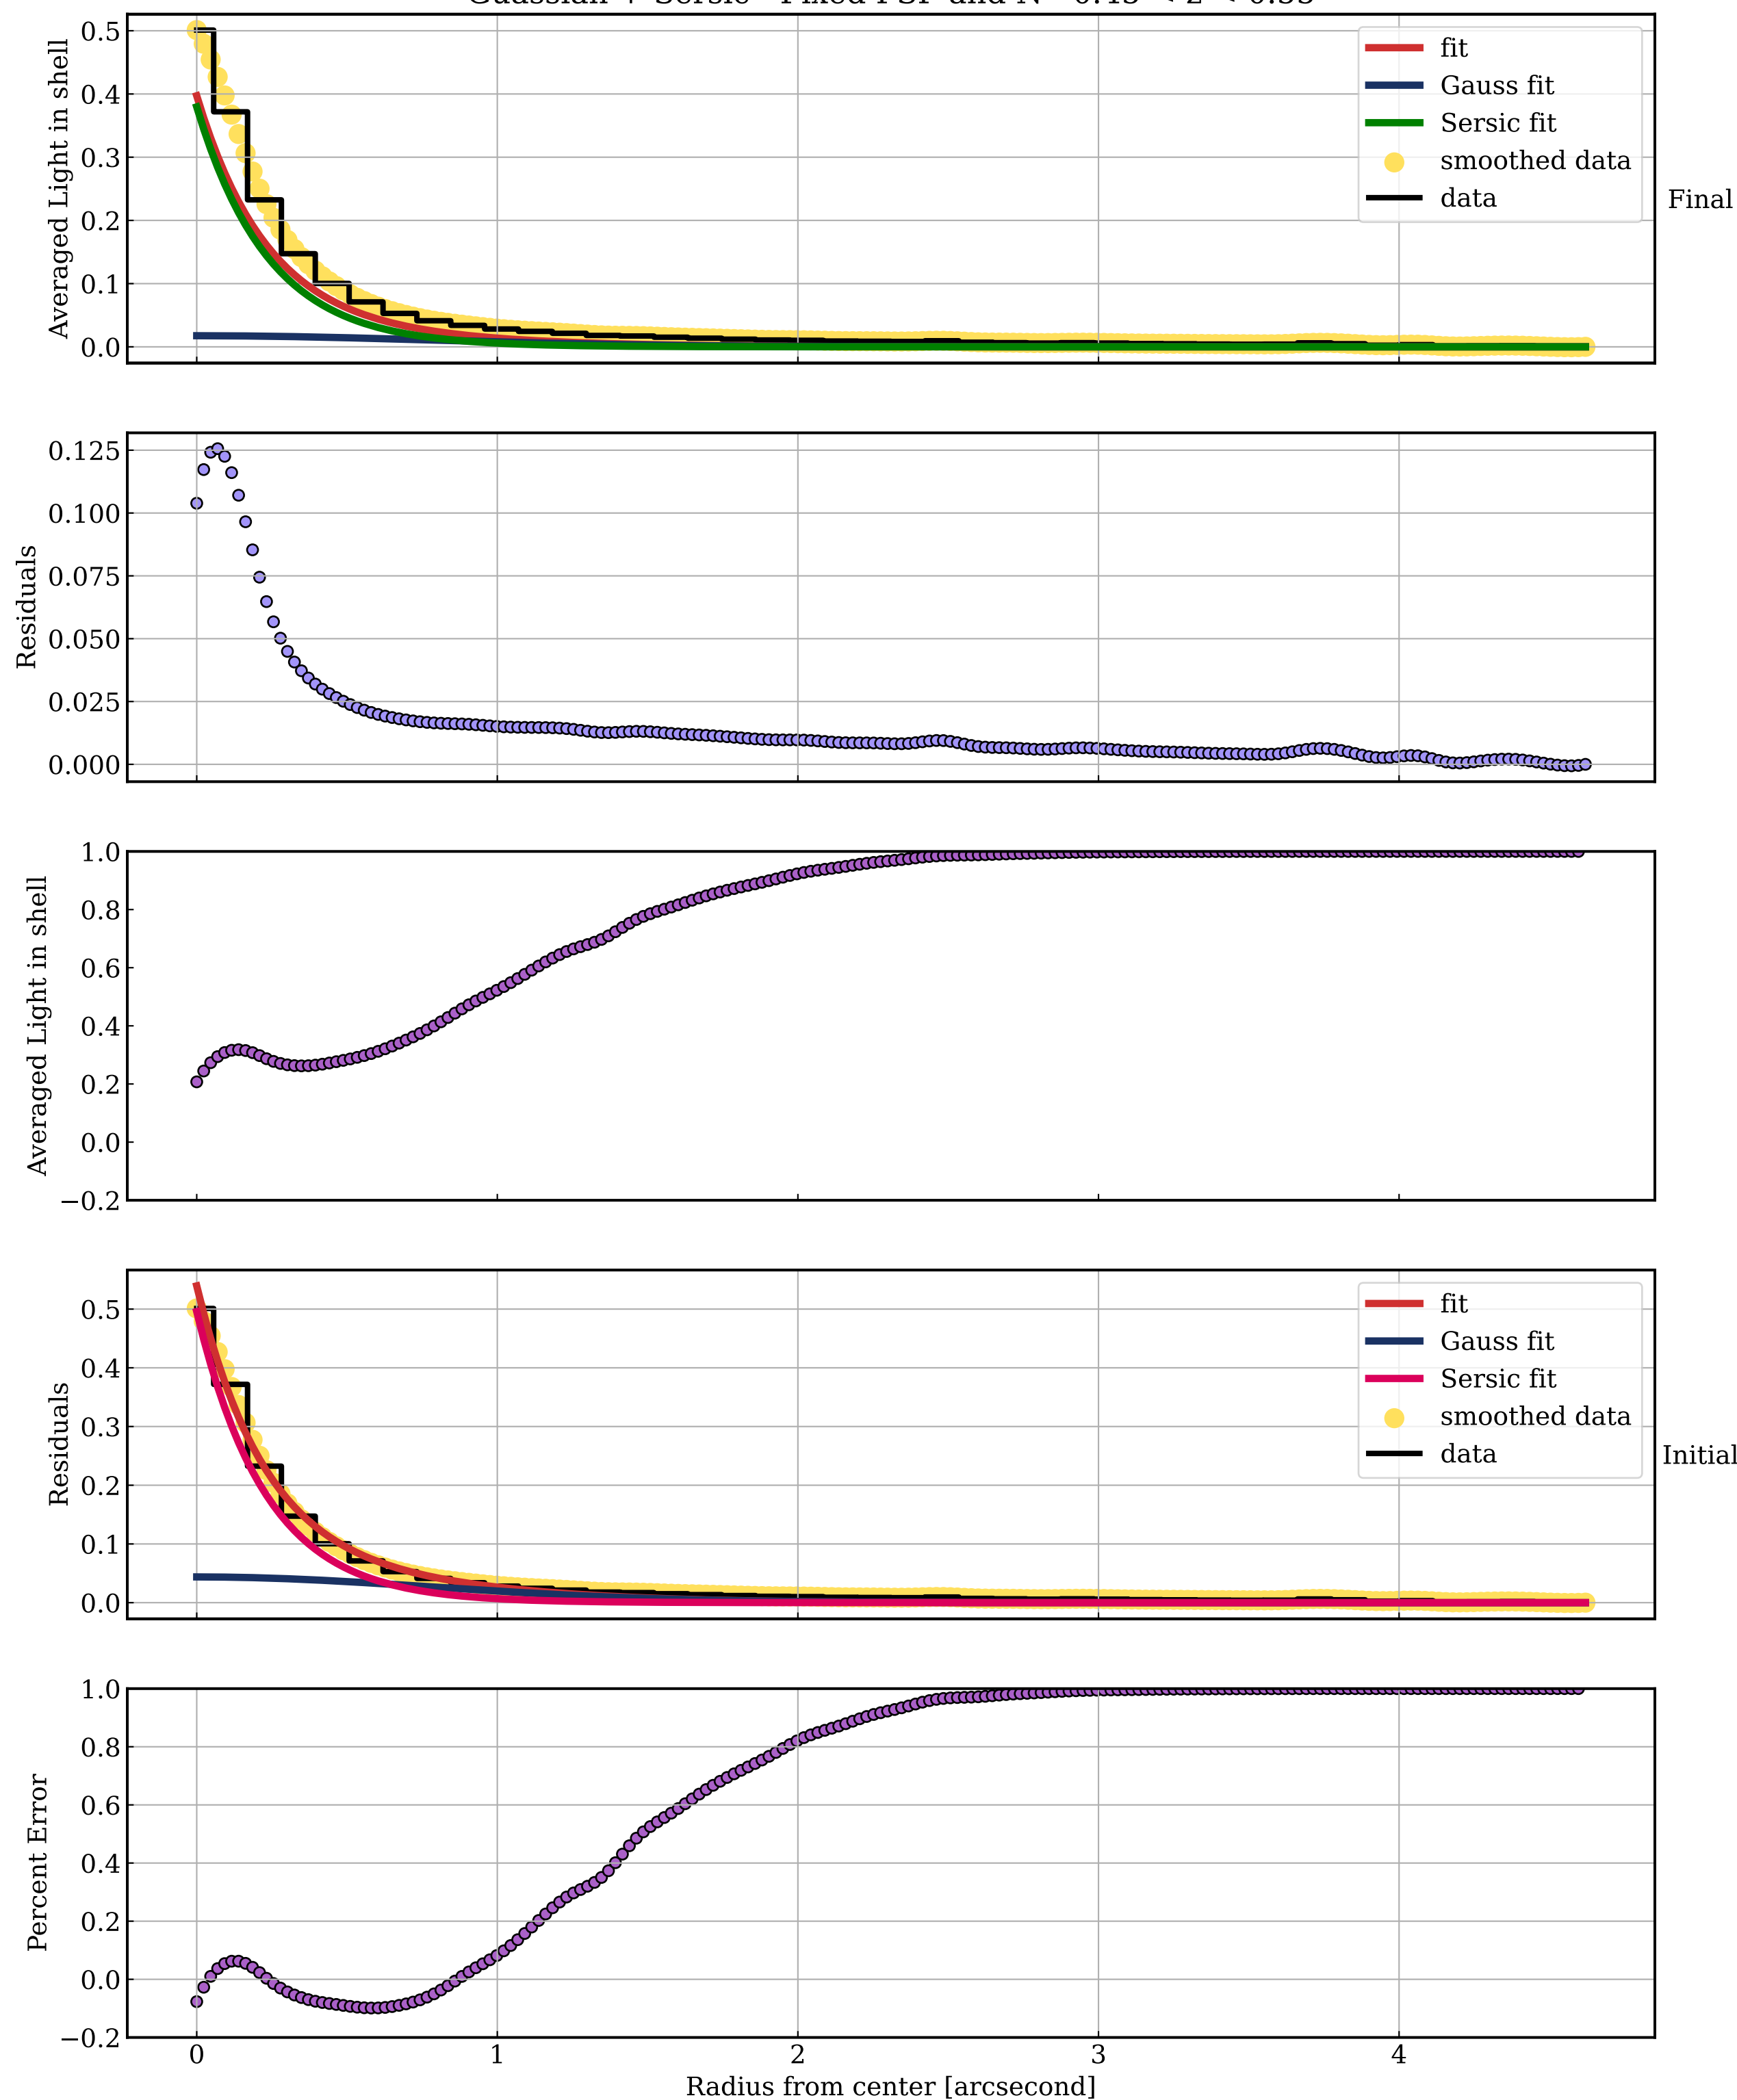 Gaussian + Sersic - Fixed PSF and N
Averaged Light in shell
0.5
0.4
0.3
0.2
0.1
0.0
fit
Gauss fit
Sersic fit
smoothed data
data
Final
Residuals
0.125
0.100
0.075
0.050
0.025
0.000
Averaged Light in shell
1.0
0.8
0.6
0.4
0.2
0.0
−0.2
Residuals
0.5
0.4
0.3
0.2
0.1
0.0
fit
Gauss fit
Sersic fit
smoothed data
data
Initial
Percent Error
1.0
0.8
0.6
0.4
0.2
0.0
−0.2
0 1 2 3 4
Radius from center [arcsecond]